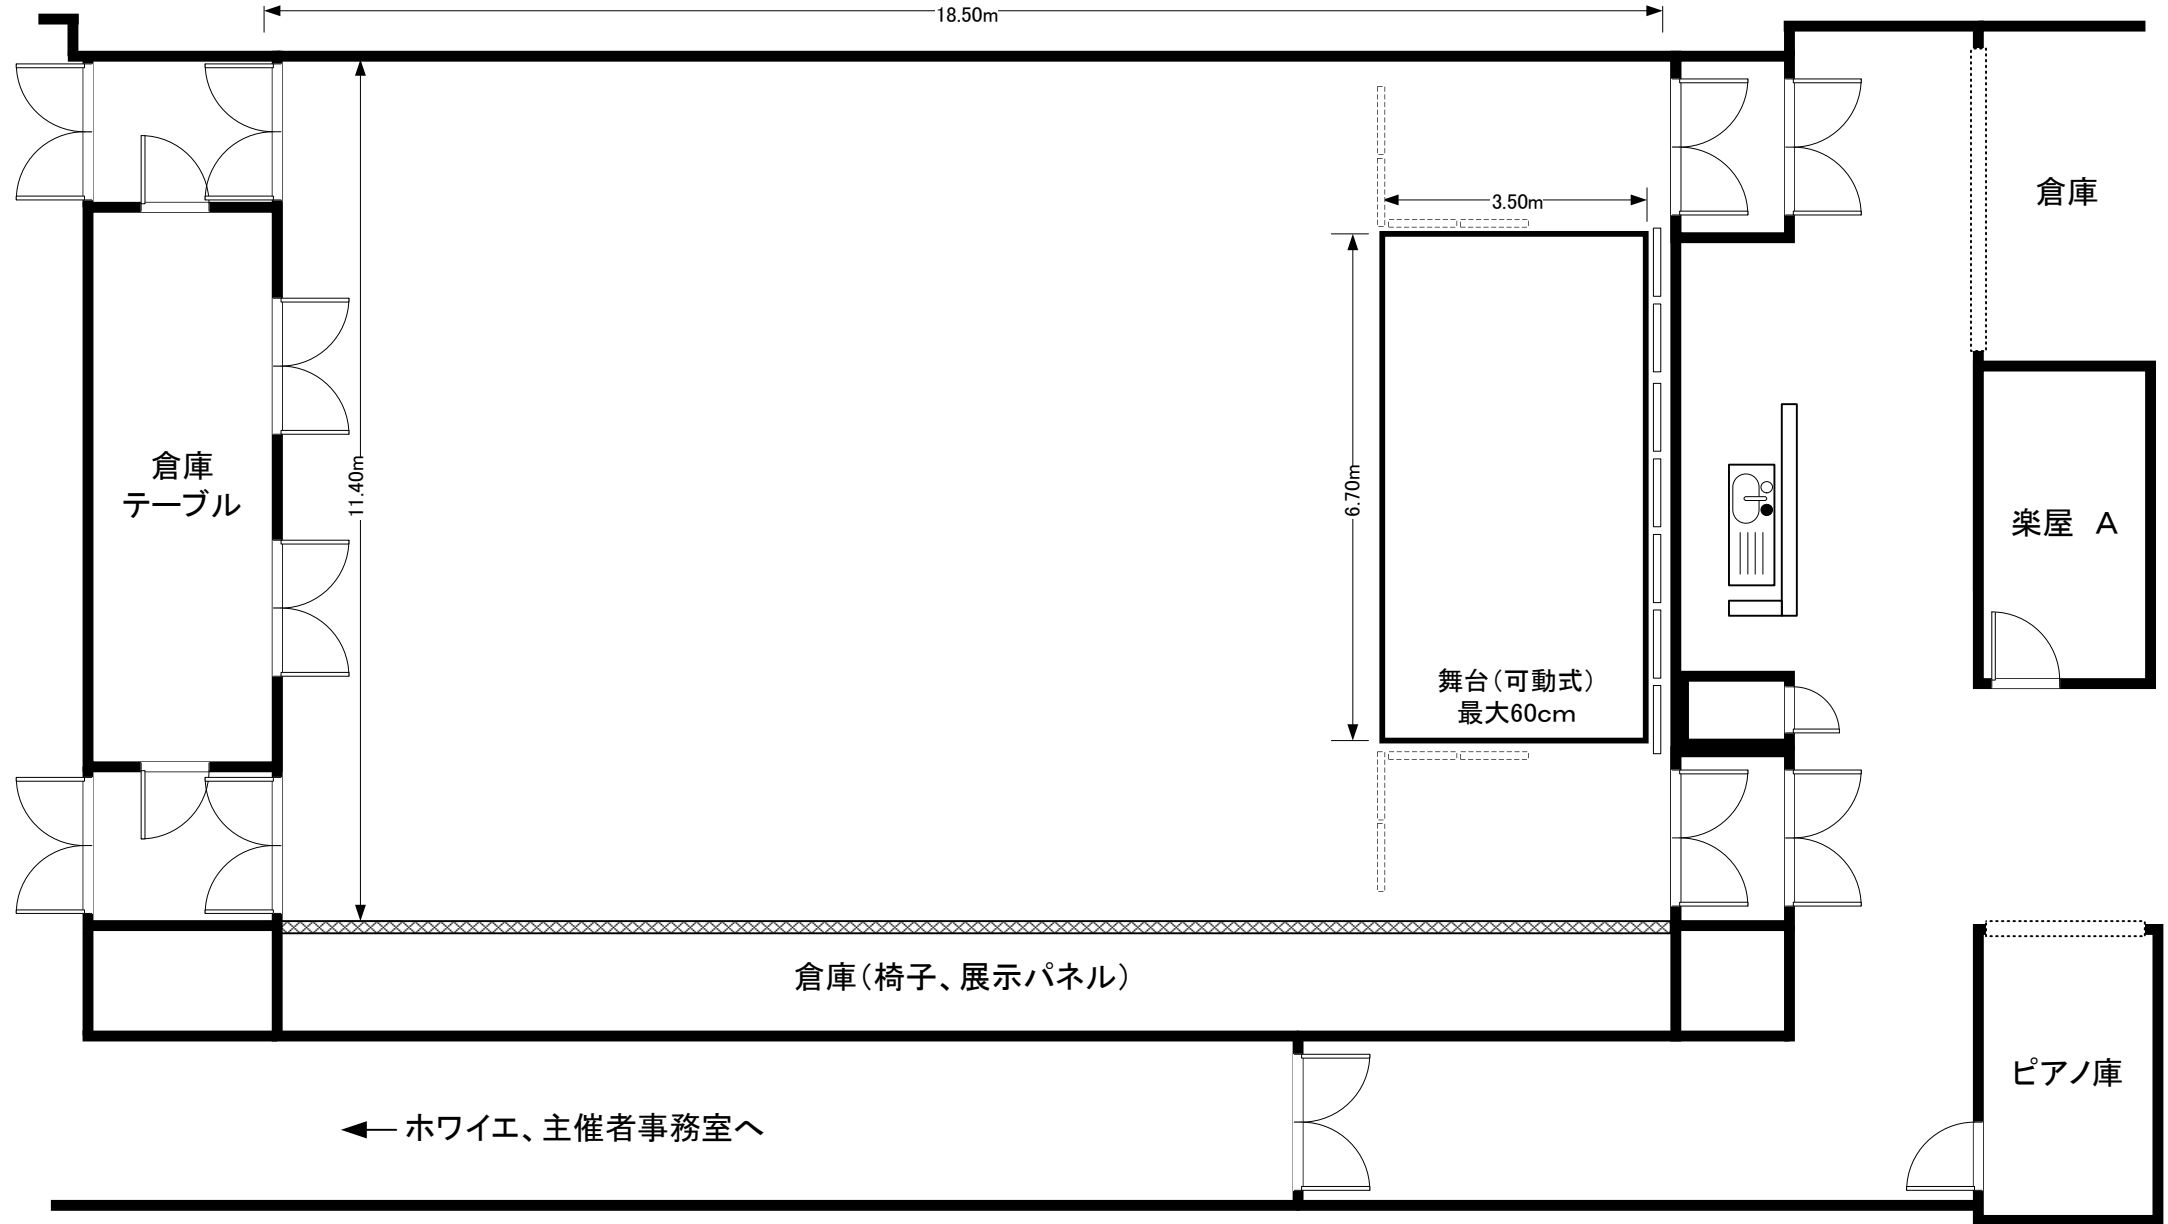 18.50m
3.50m
倉庫
倉庫
テーブル
11.40m
6.70m
楽屋　A
舞台（可動式）
最大60cm
倉庫（椅子、展示パネル）
ピアノ庫
ホワイエ、主催者事務室へ